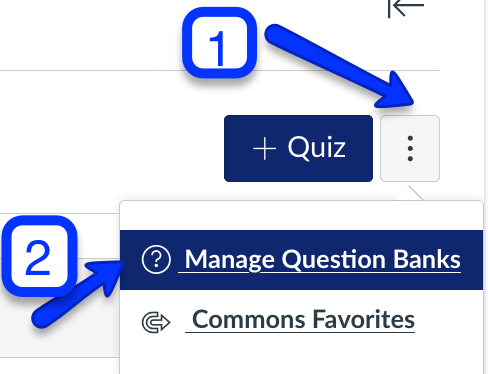 1
+ Quiz
2
Manage Question Banks
Commons Favorites